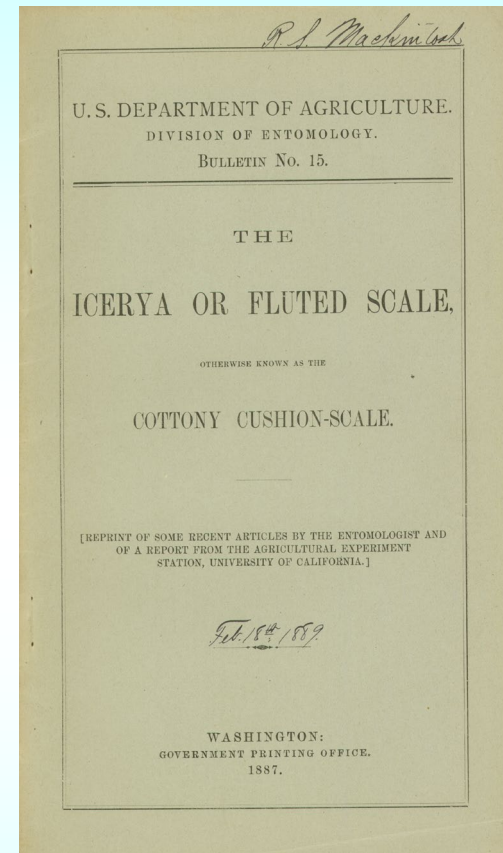 R. S. Mackintosh
U. S. DEPARTMENT OF AGRICULTURE.
DIVISION OF ENTOMOLOGY.
BULLETIN No. 15.
THE
ICERYA OR FLUTED SCALE,
OTHERWISE KNOWN AS THE
COTTONY CUSHION-SCALE.
[REPRINT OF SOME RECENT ARTICLES BY THE ENTOMOLOGIST AND
OF A REPORT FROM THE AGRICULTURAL EXPERIMENT
STATION, UNIVERSITY OF CALIFORNIA.]
Feb. 18th, 1889.
WASHINGTON:
GOVERNMENT PRINTING OFFICE.
1887.